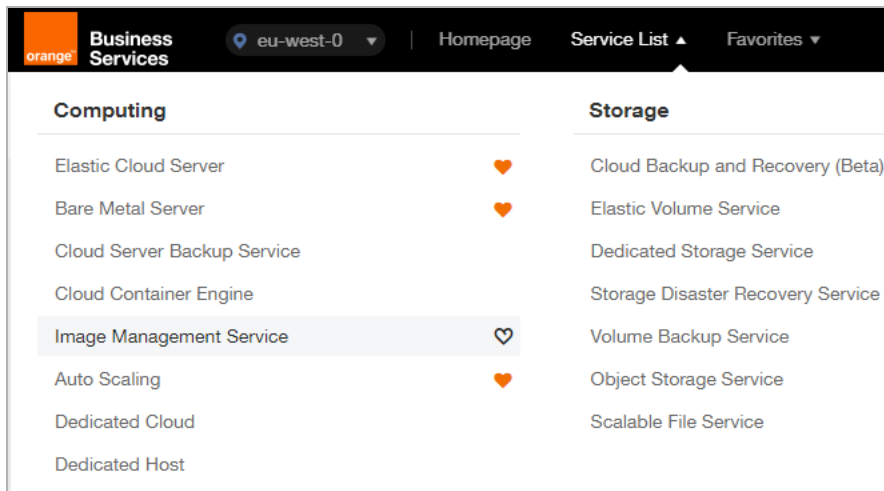 orange™ Business Services eu-west-0 Homepage Service List Favorites
Computing
Elastic Cloud Server
Bare Metal Server
Cloud Server Backup Service
Cloud Container Engine
Image Management Service
Auto Scaling
Dedicated Cloud
Dedicated Host
Storage
Cloud Backup and Recovery (Beta)
Elastic Volume Service
Dedicated Storage Service
Storage Disaster Recovery Service
Volume Backup Service
Object Storage Service
Scalable File Service